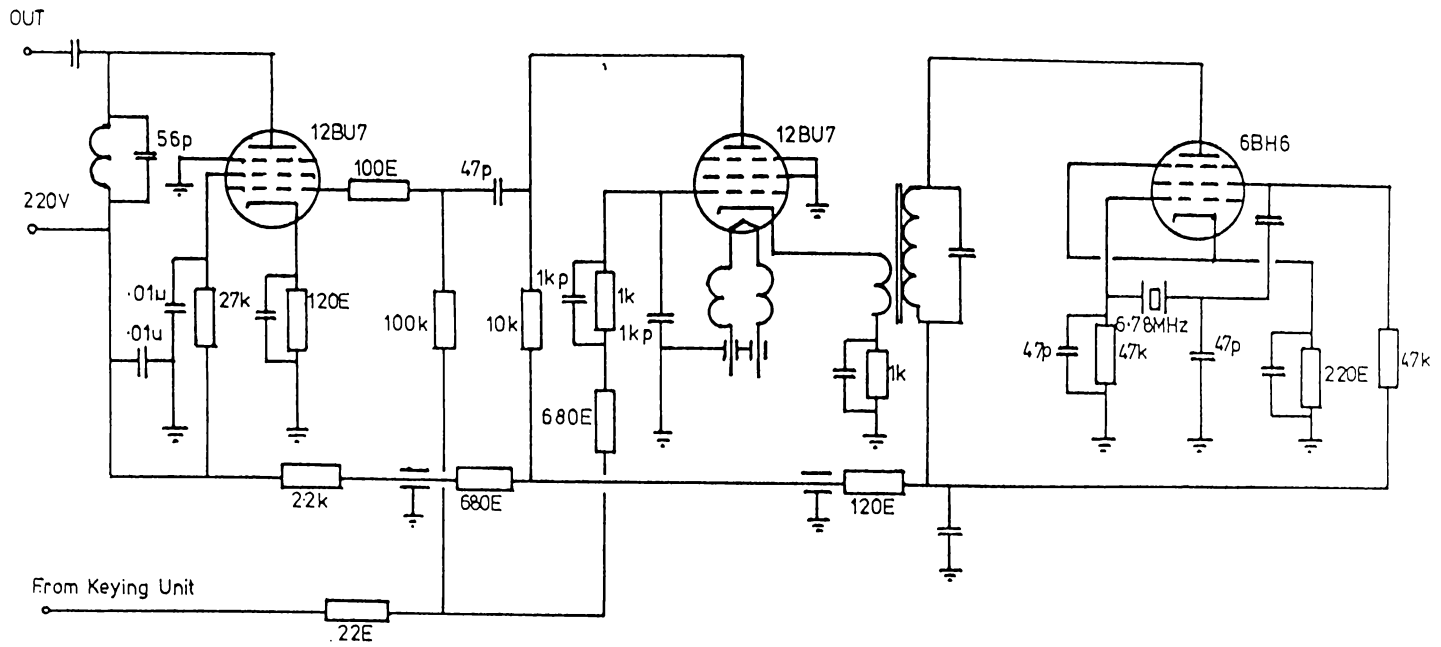 OUT
12BU7
56p
100E
47p
12BU7
6BH6
220V
.01u
27k
120E
.01u
100k
10k
1kp
1k
1kp
680E
1k
6.78MHz
47p
47k
47p
220E
47k
2.2k
680E
120E
From Keying Unit
.22E